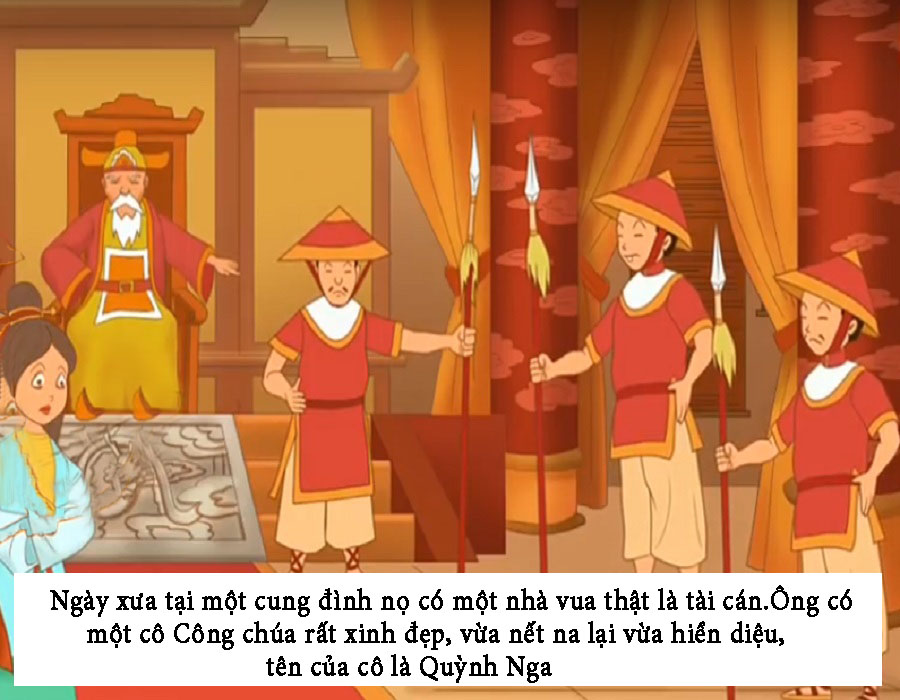 Ngày xưa tại một cung đình nọ có một nhà vua thật là tài cán.Ông có
một cô Công chúa rất xinh đẹp, vừa nết na lại vừa hiển diệu,
tên của cô là Quỳnh Nga